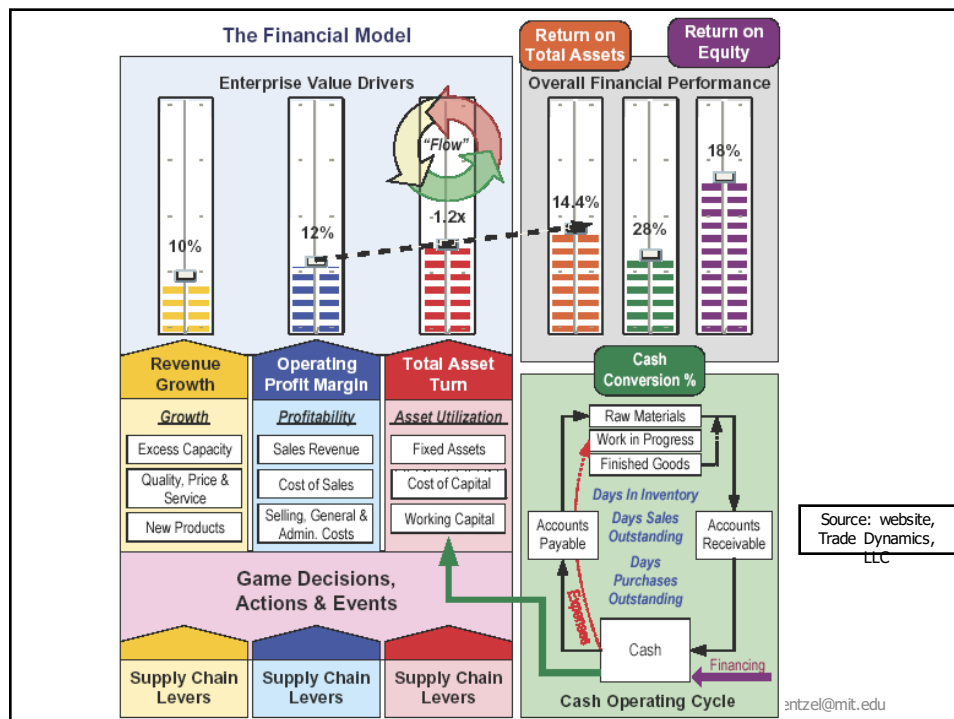 The Financial Model
Return on
Total Assets
Return on
Equity
Enterprise Value Drivers
"Flow"
10%
12%
1.2x
Overall Financial Performance
14.4%
28%
18%
Revenue
Growth
Operating
Profit Margin
Total Asset
Turn
Growth
Excess Capacity
Quality, Price &
Service
New Products
Profitability
Sales Revenue
Cost of Sales
Selling, General &
Admin. Costs
Asset Utilization
Fixed Assets
Cost of Capital
Working Capital
Game Decisions,
Actions & Events
Supply Chain
Levers
Supply Chain
Levers
Supply Chain
Levers
Cash
Conversion %
Raw Materials
Work in Progress
Finished Goods
Days In Inventory
Days Sales
Outstanding
Days
Purchases
Outstanding
Accounts
Payable
Accounts
Receivable
Expenses
Cash
Financing
Cash Operating Cycle
Source: website,
Trade Dynamics,
LLC
entzel@mit.edu